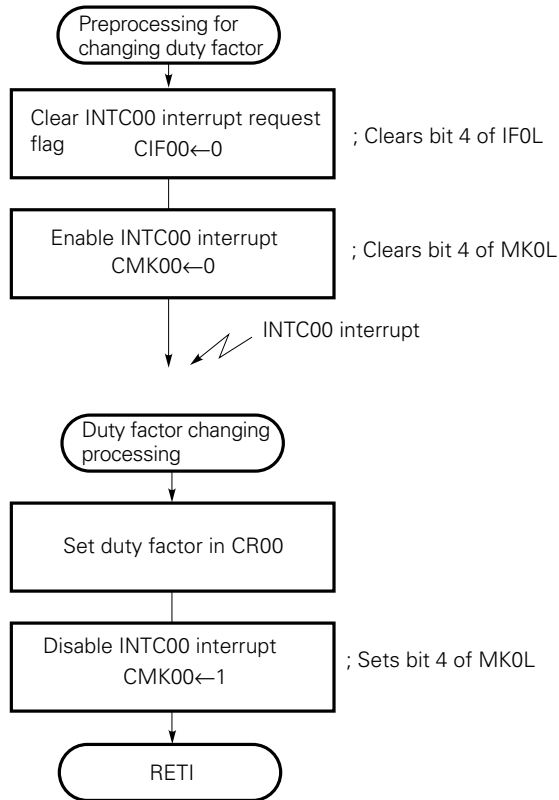 Preprocessing for
changing duty factor
Clear INTC00 interrupt request
flag CIF00←0
; Clears bit 4 of IF0L
Enable INTC00 interrupt
CMK00←0
; Clears bit 4 of MK0L
INTC00 interrupt
Duty factor changing
processing
Set duty factor in CR00
Disable INTC00 interrupt
CMK00←1
; Sets bit 4 of MK0L
RETI